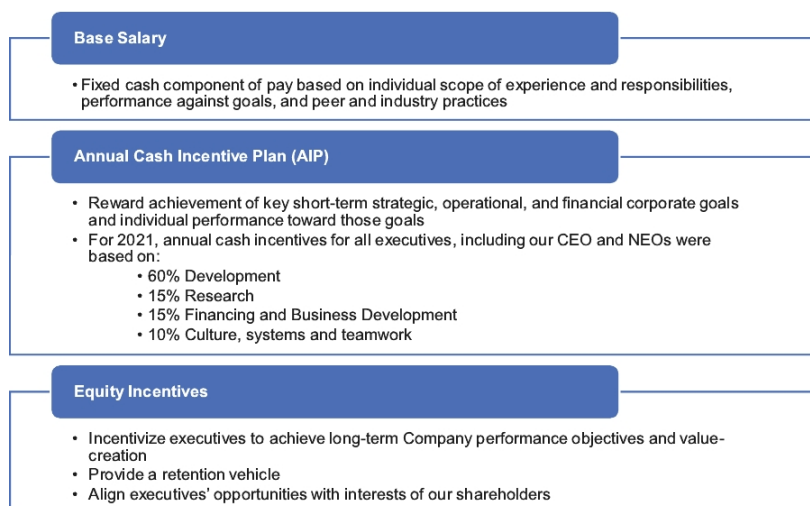 Base Salary
• Fixed cash component of pay based on individual scope of experience and responsibilities,
performance against goals, and peer and industry practices
Annual Cash Incentive Plan (AIP)
• Reward achievement of key short-term strategic, operational, and financial corporate goals
and individual performance toward those goals
• For 2021, annual cash incentives for all executives, including our CEO and NEOs were
based on:
• 60% Development
• 15% Research
• 15% Financing and Business Development
• 10% Culture, systems and teamwork
Equity Incentives
• Incentivize executives to achieve long-term Company performance objectives and value-
creation
• Provide a retention vehicle
• Align executives' opportunities with interests of our shareholders